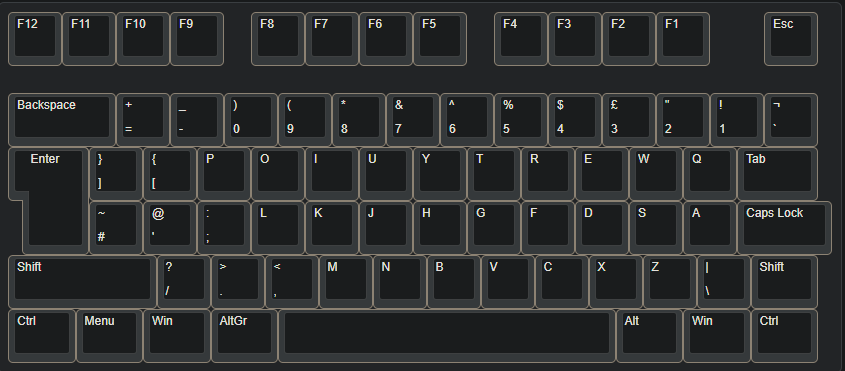 F12 F11 F10 F9 F8 F7 F6 F5 F4 F3 F2 F1 Esc
Backspace + _ ) ( * & ^ % $ £ " ! ¬
= - 0 9 8 7 6 5 4 3 2 1 `
Enter } { P O I U Y T R E W Q Tab
] [
~ @ : L K J H G F D S A Caps Lock
# ' ;
Shift ? > < M N B V C X Z | Shift
/ . , \
Ctrl Menu Win AltGr Alt Win Ctrl